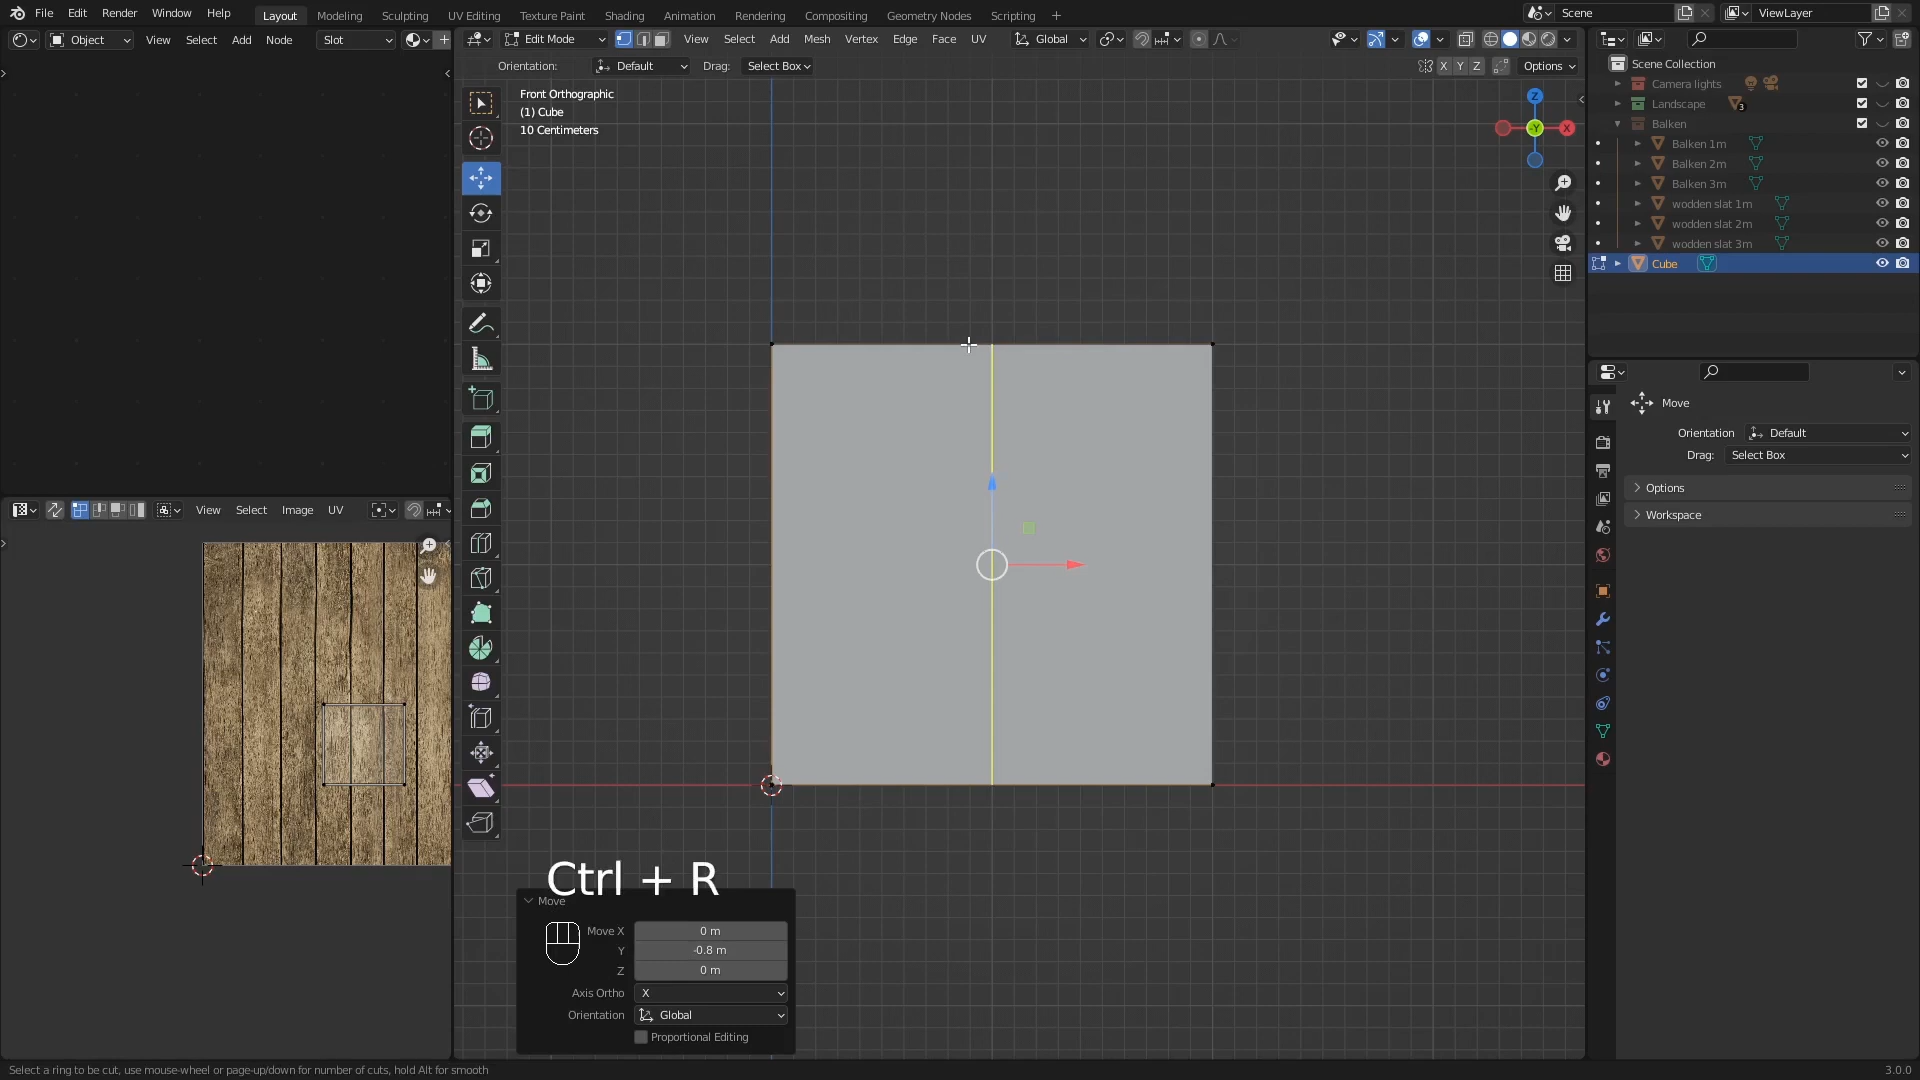 File Edit Render Window Help Layout Modeling Sculpting UV Editing Texture Paint Shading Animation Rendering Compositing Geometry Nodes Scripting + Scene ViewLayer
Object View Select Add Node Slot Edit Mode View Select Add Mesh Vertex Edge Face UV Global
Orientation: Default Drag: Select Box X Y Z Options
Scene Collection
Camera lights
Landscape 3
Balken
Balken 1m
Balken 2m
Balken 3m
wooden slat 1m
wooden slat 2m
wooden slat 3m
Cube
Front Orthographic
(1) Cube
10 Centimeters
Z
-Y
X
Move
Orientation Default
Drag: Select Box
Options
Workspace
View Select Image UV
Ctrl + R
Move
Move X 0 m
Y -0.8 m
Z 0 m
Axis Ortho X
Orientation Global
Proportional Editing
Select a ring to be cut, use mouse-wheel or page-up/down for number of cuts, hold Alt for smooth 3.0.0